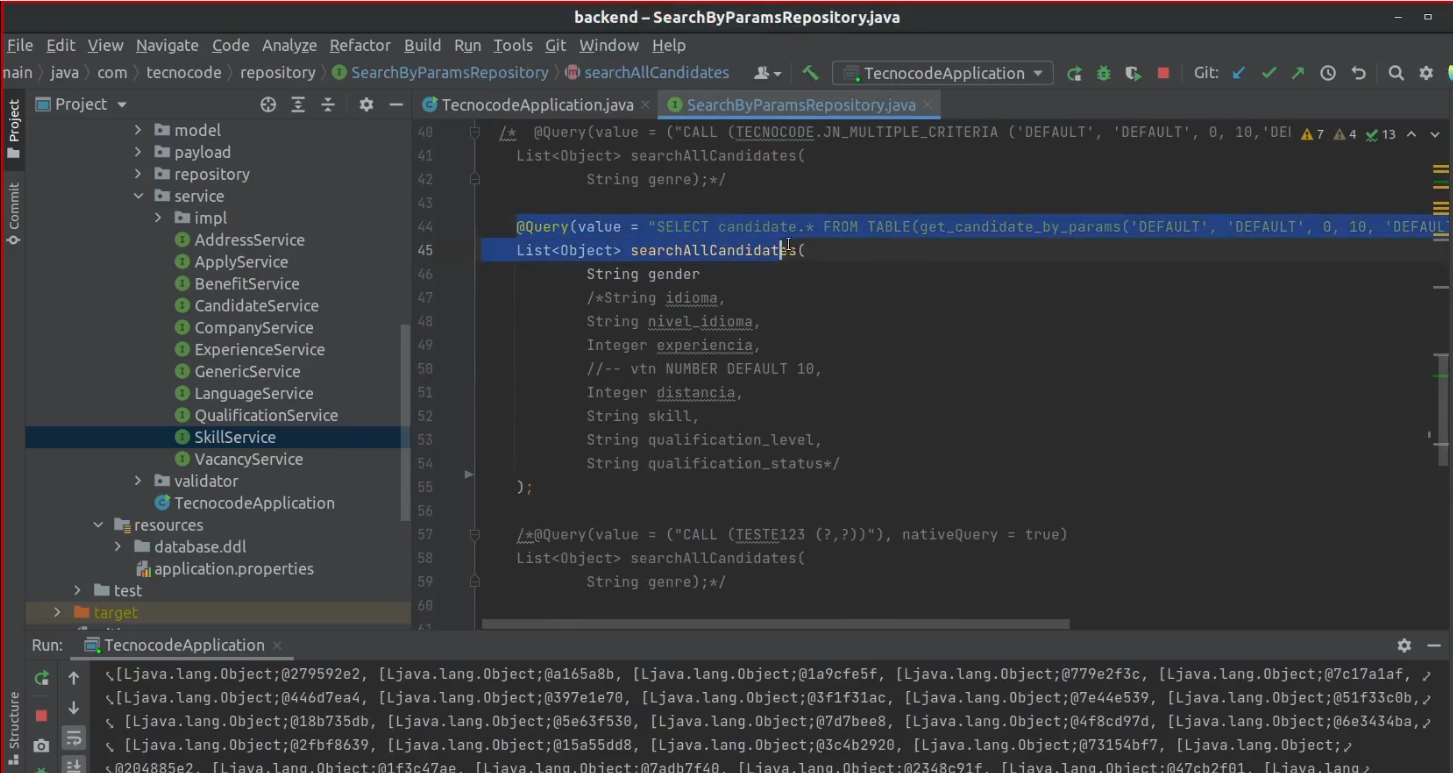 backend – SearchByParamsRepository.java
File Edit View Navigate Code Analyze Refactor Build Run Tools Git Window Help
main java com tecnocode repository SearchByParamsRepository searchAllCandidates TecnocodeApplication Git:
Project TecnocodeApplication.java SearchByParamsRepository.java
Project
Commit
Structure
model
payload
repository
service
impl
AddressService
ApplyService
BenefitService
CandidateService
CompanyService
ExperienceService
GenericService
LanguageService
QualificationService
SkillService
VacancyService
validator
TecnocodeApplication
resources
database.ddl
application.properties
test
target
40 /* @Query(value = ("CALL (TECNOCODE.JN_MULTIPLE_CRITERIA ('DEFAULT', 'DEFAULT', 0, 10,'DEF 7 4 13
41 List<Object> searchAllCandidates(
42 String genre);*/
43
44 @Query(value = "SELECT candidate.* FROM TABLE(get_candidate_by_params('DEFAULT', 'DEFAULT', 0, 10, 'DEFAULT
45 List<Object> searchAllCandidates(
46 String gender
47 /*String idioma,
48 String nivel_idioma,
49 Integer experiencia,
50 //-- vtn NUMBER DEFAULT 10,
51 Integer distancia,
52 String skill,
53 String qualification_level,
54 String qualification_status*/
55 );
56
57 /*@Query(value = ("CALL (TESTE123 (?,?))"), nativeQuery = true)
58 List<Object> searchAllCandidates(
59 String genre);*/
60
61
Run: TecnocodeApplication
[Ljava.lang.Object;@279592e2, [Ljava.lang.Object;@a165a8b, [Ljava.lang.Object;@1a9cfe5f, [Ljava.lang.Object;@779e2f3c, [Ljava.lang.Object;@7c17a1af,
[Ljava.lang.Object;@446d7ea4, [Ljava.lang.Object;@397e1e70, [Ljava.lang.Object;@3f1f31ac, [Ljava.lang.Object;@7e44e539, [Ljava.lang.Object;@51f33c0b,
[Ljava.lang.Object;@18b735db, [Ljava.lang.Object;@5e63f530, [Ljava.lang.Object;@7d7bee8, [Ljava.lang.Object;@4f8cd97d, [Ljava.lang.Object;@6e3434ba,
[Ljava.lang.Object;@2fbf8639, [Ljava.lang.Object;@15a55dd8, [Ljava.lang.Object;@3c4b2920, [Ljava.lang.Object;@73154bf7, [Ljava.lang.Object;
@204885e2, [Ljava.lang.Object;@1f3c47ae, [Ljava.lang.Object;@7adb7f40, [Ljava.lang.Object;@2348c91f, [Ljava.lang.Object;@47cb2f01, [Ljava.lang